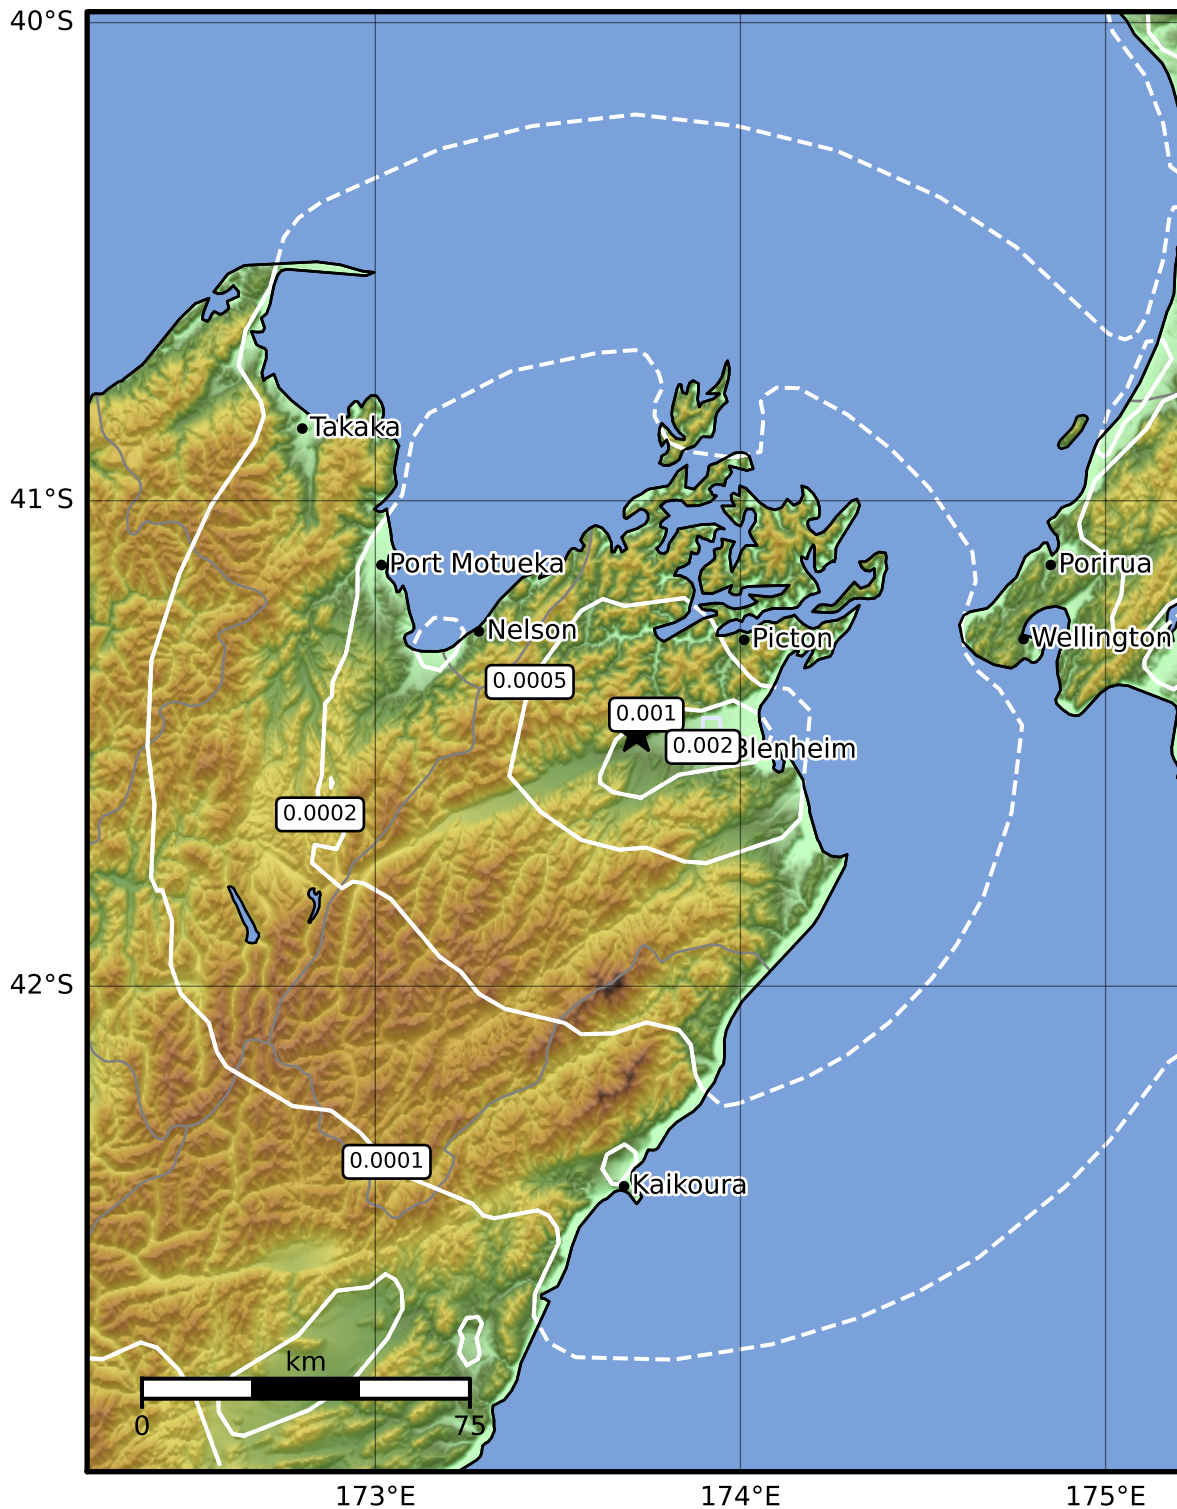 40°S
Takaka
41°S
Port Motueka
Porirua
Nelson
Picton
Wellington
0.0005
0.001
0.002
Blenheim
0.0002
42°S
0.0001
Kaikoura
km
0
75
173°E
174°E
175°E